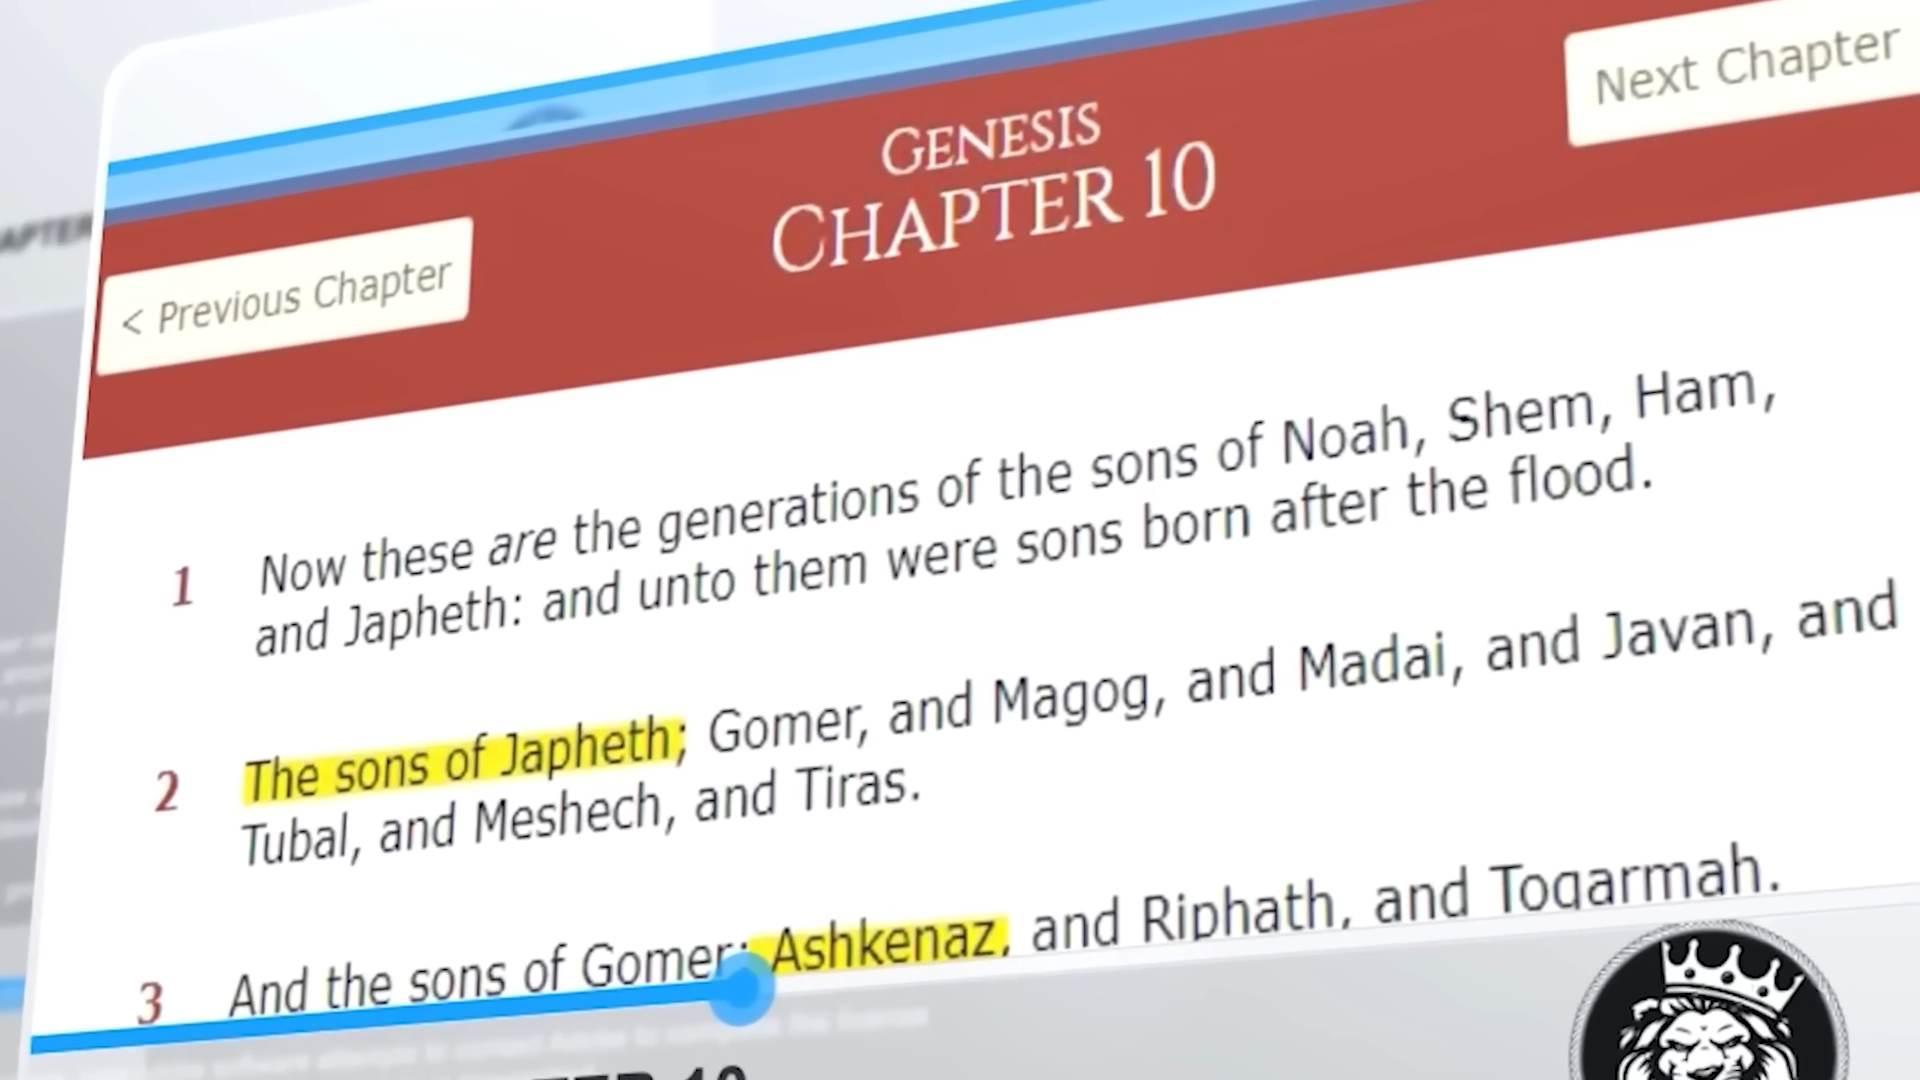 GENESIS
CHAPTER 10
Next Chapter
< Previous Chapter
1 Now these are the generations of the sons of Noah, Shem, Ham,
and Japheth: and unto them were sons born after the flood.
2 The sons of Japheth; Gomer, and Magog, and Madai, and Javan, and
Tubal, and Meshech, and Tiras.
3 And the sons of Gomer; Ashkenaz, and Riphath, and Togarmah.